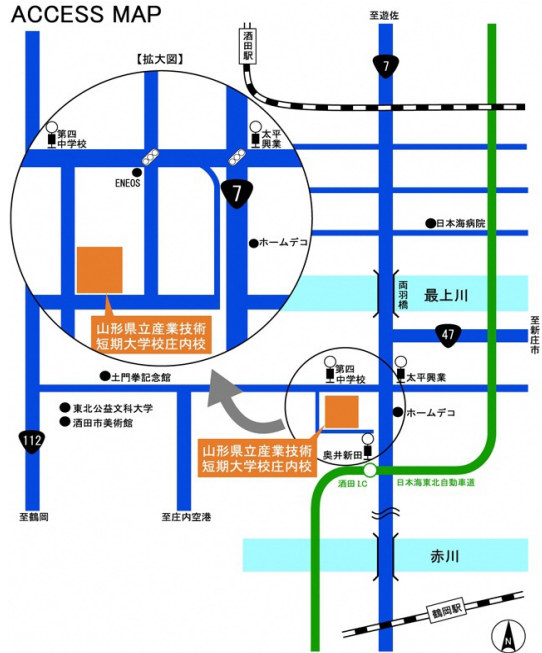 ACCESS MAP
至遊佐
酒田駅
7
【拡大図】
第四
中学校
太平
興業
ENEOS
7
日本海病院
ホームデコ
両羽橋
最上川
至新庄市
山形県立産業技術
短期大学校庄内校
47
土門拳記念館
第四
中学校
太平興業
東北公益文科大学
ホームデコ
酒田市美術館
112
山形県立産業技術
短期大学校庄内校
奥井新田
酒田I.C
日本海東北自動車道
至鶴岡
至庄内空港
赤川
鶴岡駅
N